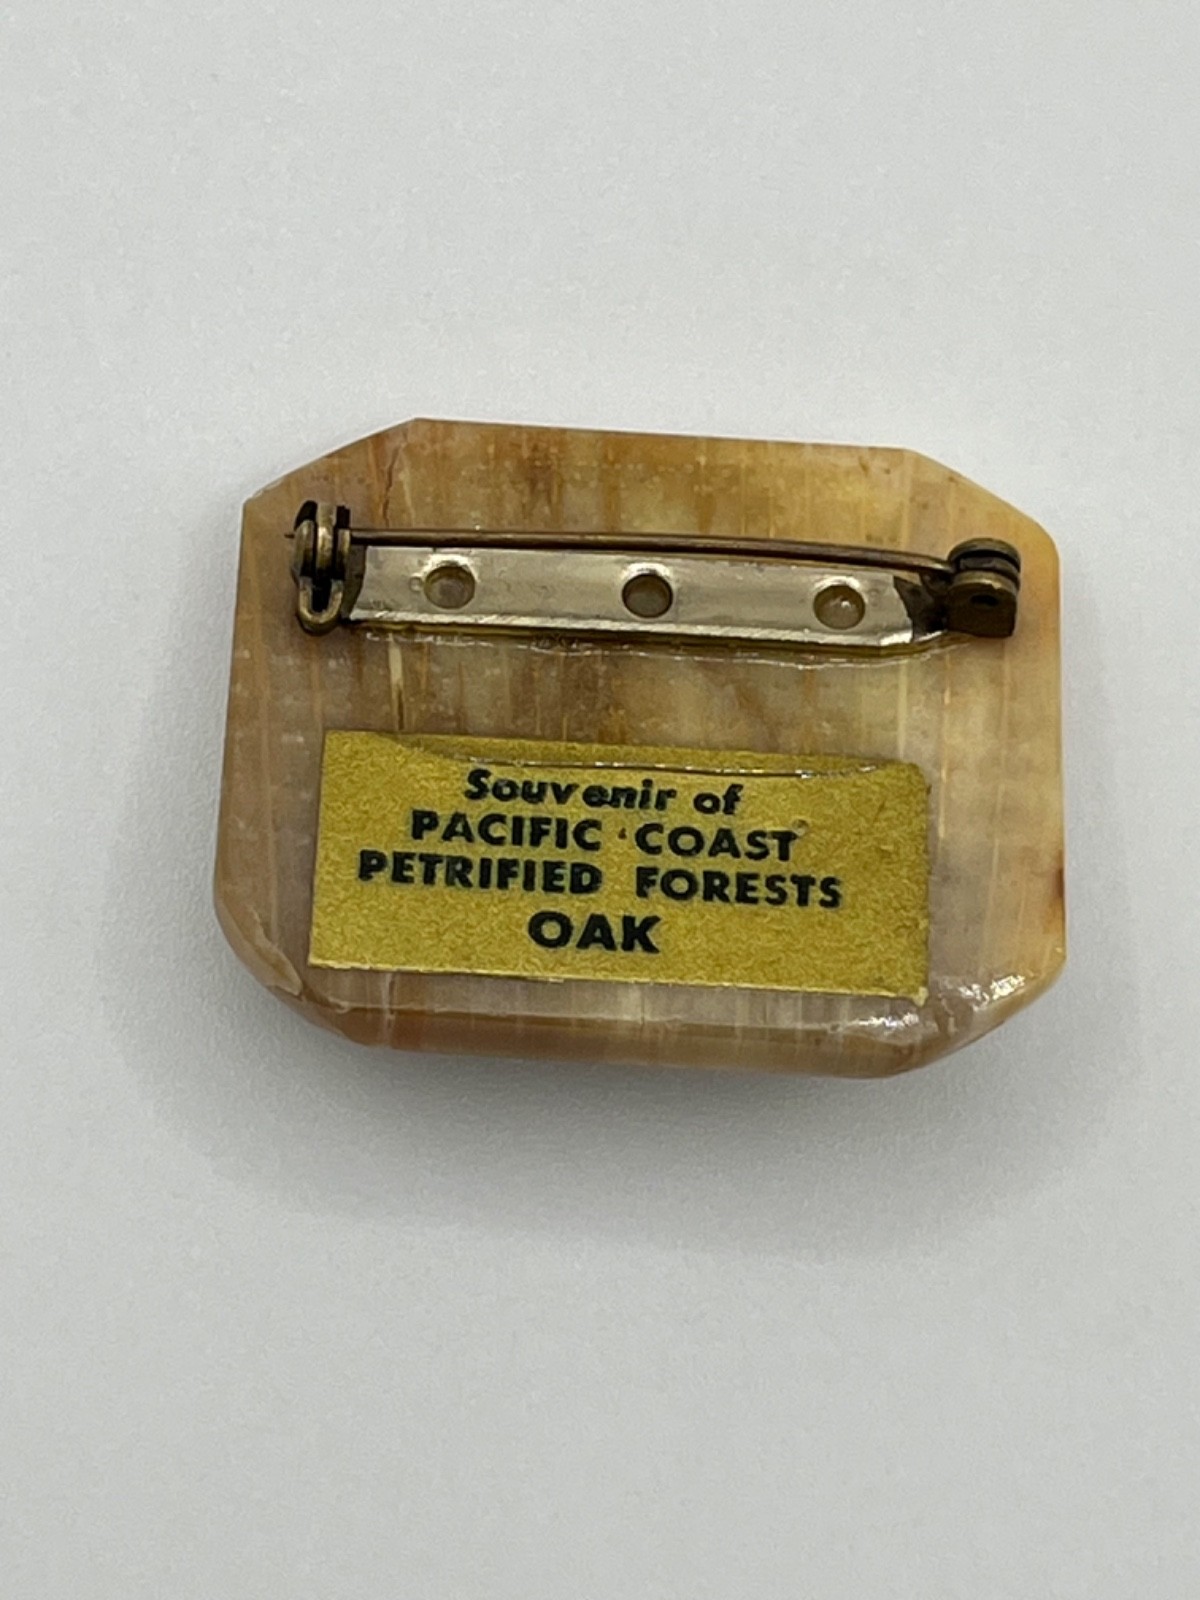 Souvenir of
PACIFIC COAST
PETRIFIED FORESTS
OAK